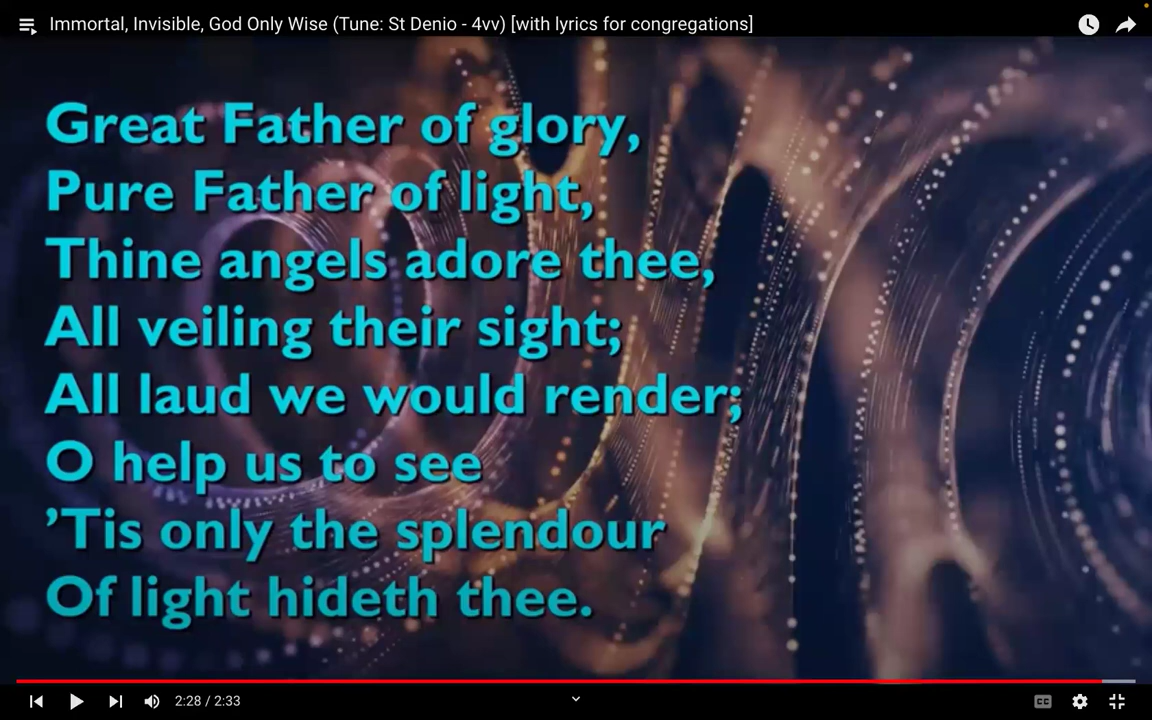 Immortal, Invisible, God Only Wise (Tune: St Denio - 4vv) [with lyrics for congregations]
Great Father of glory,
Pure Father of light,
Thine angels adore thee,
All veiling their sight;
All laud we would render;
O help us to see
’Tis only the splendour
Of light hideth thee.
2:28 / 2:33
CC